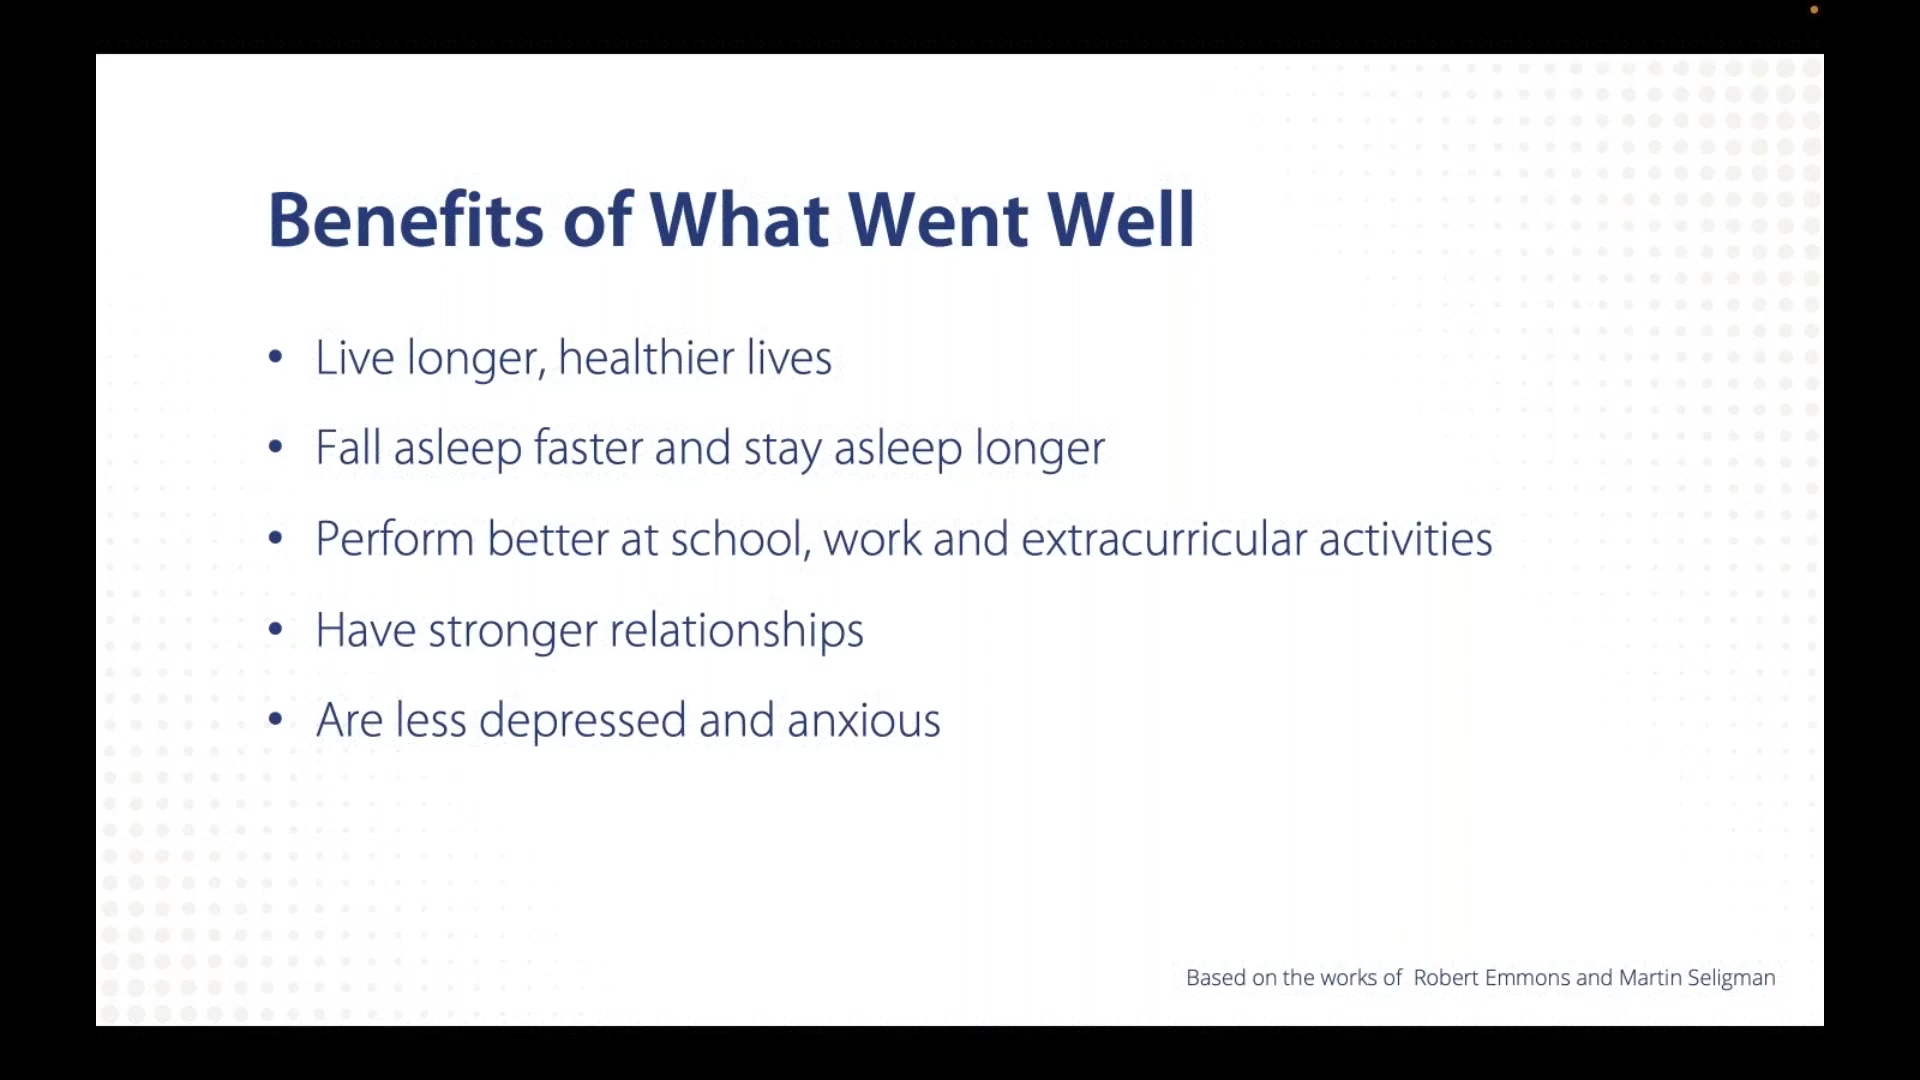 Benefits of What Went Well
• Live longer, healthier lives
• Fall asleep faster and stay asleep longer
• Perform better at school, work and extracurricular activities
• Have stronger relationships
• Are less depressed and anxious
Based on the works of  Robert Emmons and Martin Seligman